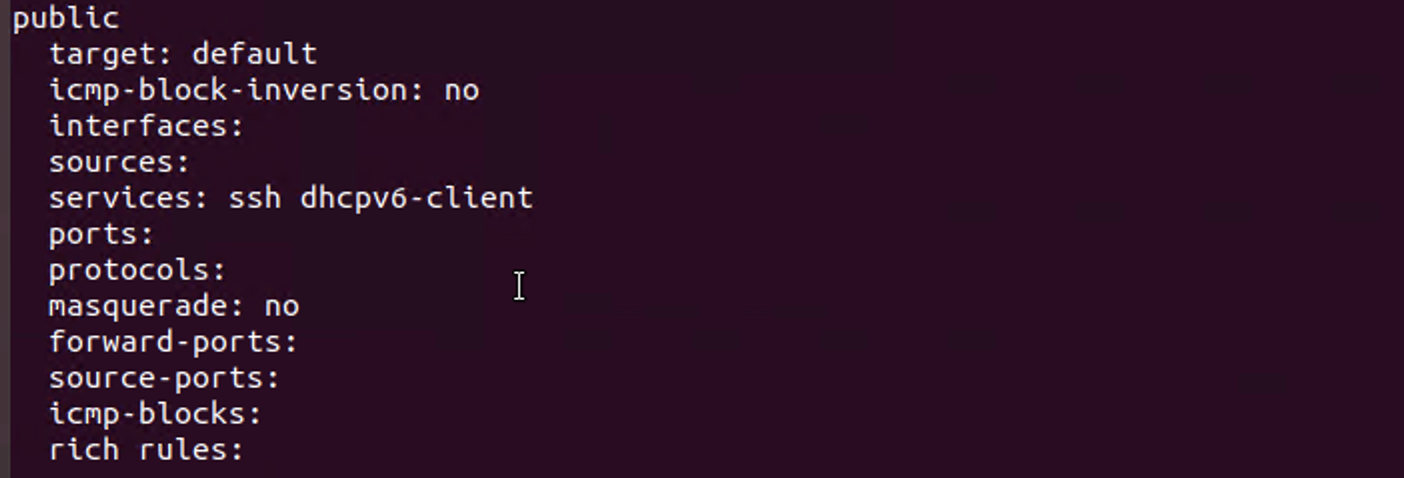 public
  target: default
  icmp-block-inversion: no
  interfaces:
  sources:
  services: ssh dhcpv6-client
  ports:
  protocols:
  masquerade: no
  forward-ports:
  source-ports:
  icmp-blocks:
  rich rules: